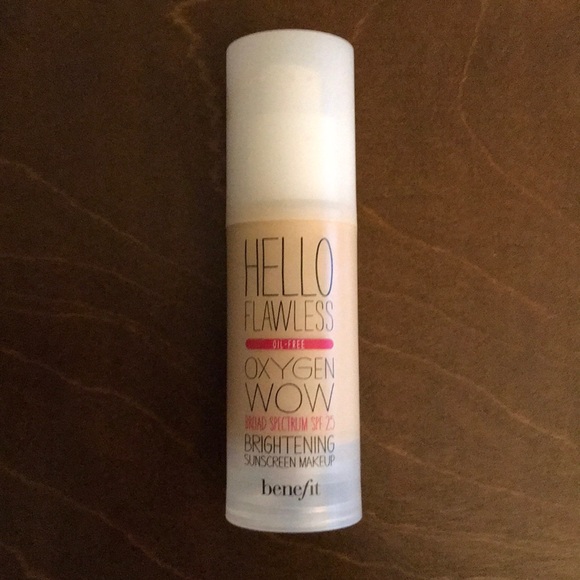 HELLO
FLAWLESS
OIL-FREE
OXYGEN
WOW
BROAD SPECTRUM SPF 25
BRIGHTENING
SUNSCREEN MAKEUP
benefit